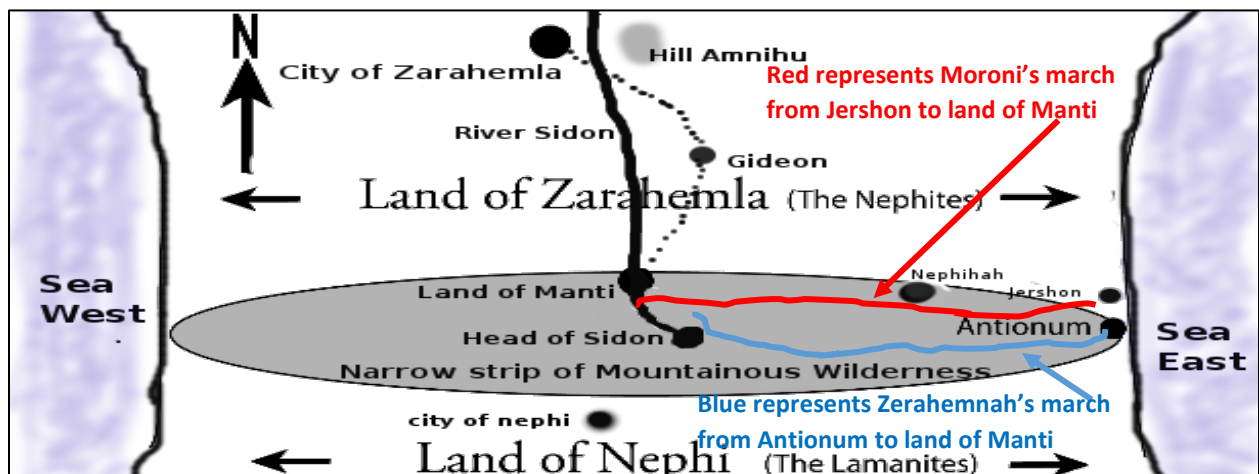 N
Hill Amnihu
City of Zarahemla
Red represents Moroni's march
from Jershon to land of Manti
River Sidon
Gideon
Land of Zarahemla (The Nephites)
Sea
West
Nephihah
Land of Manti
Jershon
Antionum
Sea
East
Head of Sidon
Narrow strip of Mountainous Wilderness
Blue represents Zerahemnah's march
from Antionum to land of Manti
city of nephi
Land of Nephi (The Lamanites)